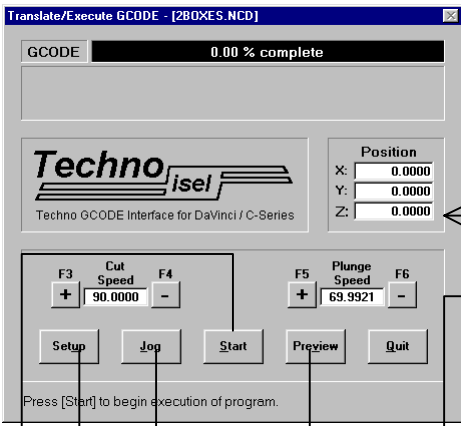 Translate/Execute GCODE - [2BOXES.NCD]
GCODE 0.00 % complete
Techno isel
Techno GCODE Interface for DaVinci / C-Series
Position
X: 0.0000
Y: 0.0000
Z: 0.0000
F3 Cut Speed F4
+ 90.0000 -
F5 Plunge Speed F6
+ 69.9921 -
Setup Jog Start Preview Quit
Press [Start] to begin execution of program.